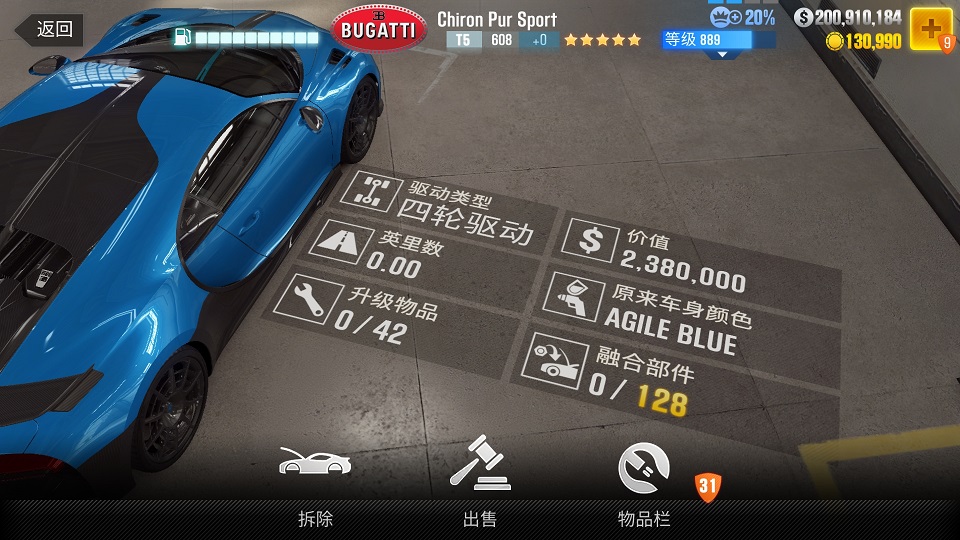 返回
BUGATTI
Chiron Pur Sport
T5 608 +0
等级 889
20%
200,910,184
130,990
9
驱动类型
四轮驱动
英里数
0.00
升级物品
0/42
价值
2,380,000
原来车身颜色
AGILE BLUE
融合部件
0/128
拆除
出售
物品栏
31